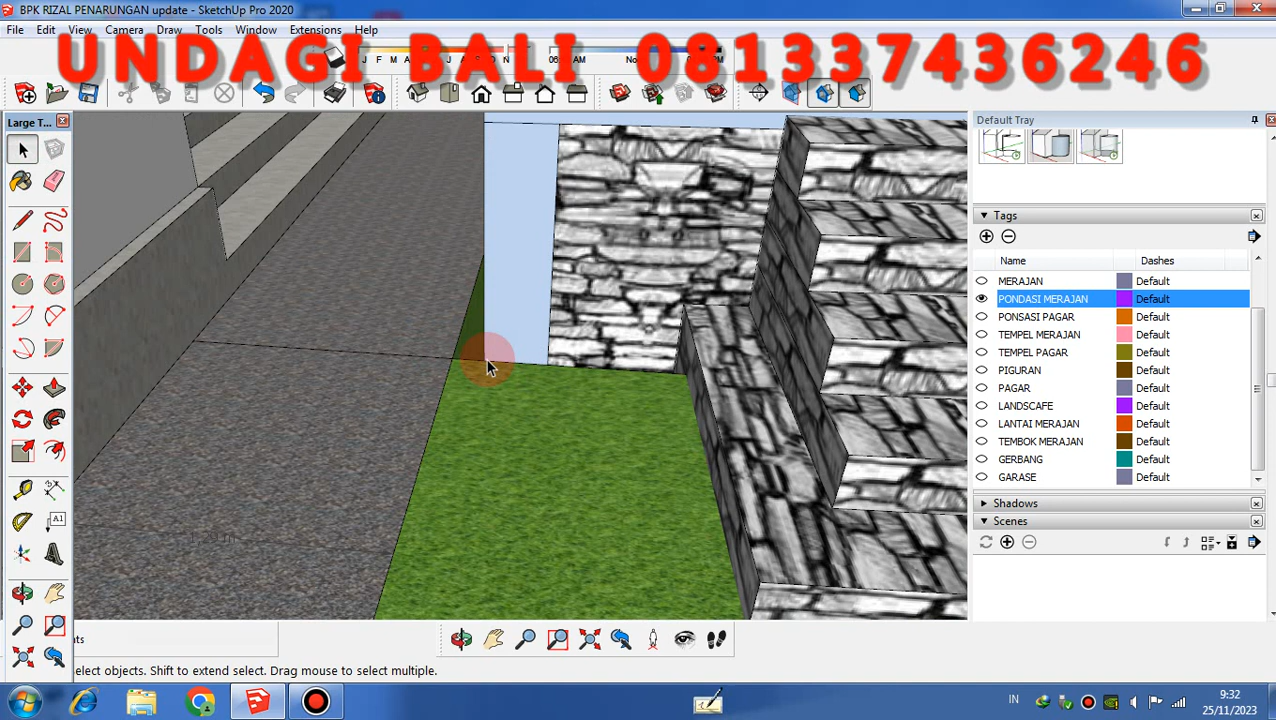 BPK RIZAL PENARUNGAN update - SketchUp Pro 2020
File Edit View Camera Draw Tools Window Extensions Help
UNDAGI BALI 081337436246
J F M A M J
Large T...
Default Tray
Tags
Name Dashes
MERAJAN Default
PONDASI MERAJAN Default
PONSASI PAGAR Default
TEMPEL MERAJAN Default
TEMPEL PAGAR Default
PIGURAN Default
PAGAR Default
LANDSCAPE Default
LANTAI MERAJAN Default
TEMBOK MERAJAN Default
GERBANG Default
GARASE Default
Shadows
Scenes
A1
elect objects. Shift to extend select. Drag mouse to select multiple.
IN
9:32
25/11/2023